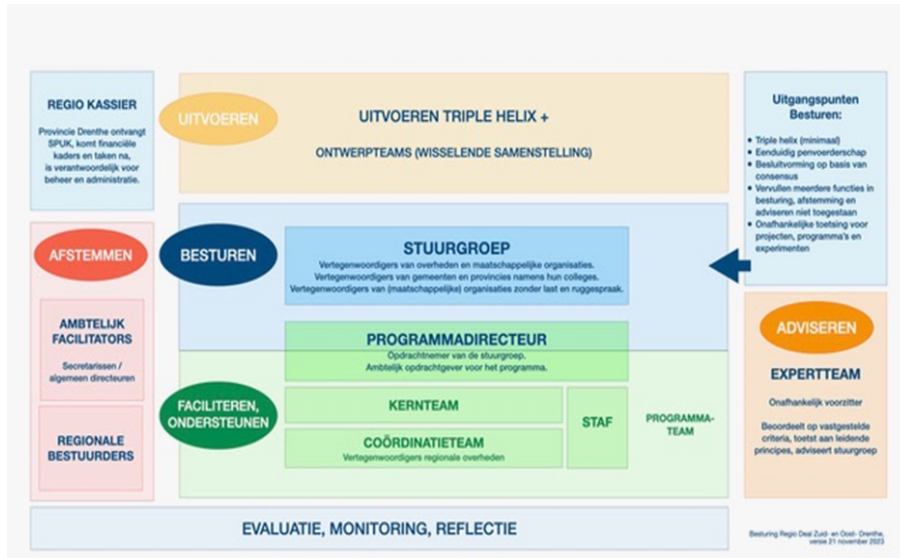 REGIO KASSIER
Provincie Drenthe ontvangt
SPUK, komt financiële
kaders en taken na,
is verantwoordelijk voor
beheer en administratie.
UITVOEREN
UITVOEREN TRIPLE HELIX +
ONTWERPTEAMS (WISSELENDE SAMENSTELLING)
Uitgangspunten
Besturen:
• Triple helix (minimaal)
• Eenduidig penvoerderschap
• Besluitvorming op basis van
consensus
• Vervullen meerdere functies in
besturing, afstemming en
adviseren niet toegestaan
• Onafhankelijke toetsing voor
projecten, programma's en
experimenten
AFSTEMMEN
AMBTELIJK
FACILITATORS
Secretarissen /
algemeen directeuren
REGIONALE
BESTUURDERS
BESTUREN
STUURGROEP
Vertegenwoordigers van overheden en maatschappelijke organisaties.
Vertegenwoordigers van gemeenten en provincies namens hun colleges.
Vertegenwoordigers van (maatschappelijke) organisaties zonder last en ruggespraak.
PROGRAMMADIRECTEUR
Opdrachtnemer van de stuurgroep.
Ambtelijk opdrachtgever voor het programma.
FACILITEREN,
ONDERSTEUNEN
KERNTEAM
COÖRDINATIETEAM
Vertegenwoordigers regionale overheden
STAF
PROGRAMMA-
TEAM
ADVISEREN
EXPERTTEAM
Onafhankelijk voorzitter
Beoordeelt op vastgestelde
criteria, toetst aan leidende
principes, adviseert stuurgroep
EVALUATIE, MONITORING, REFLECTIE
Besturing Regio Deal Zuid- en Oost- Drenthe,
versie 21 november 2023